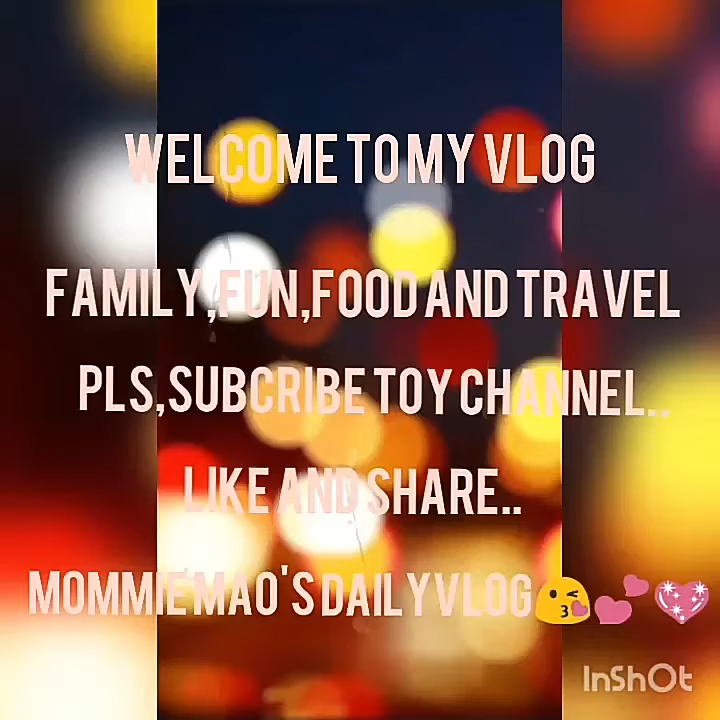 WELCOME TO MY VLOG
FAMILY,FUN,FOOD AND TRAVEL
PLS,SUBCRIBE TO Y CHANNEL..
LIKE AND SHARE..
MOMMIE MAO'S DAILY VLOG😘💕💖
InShOt